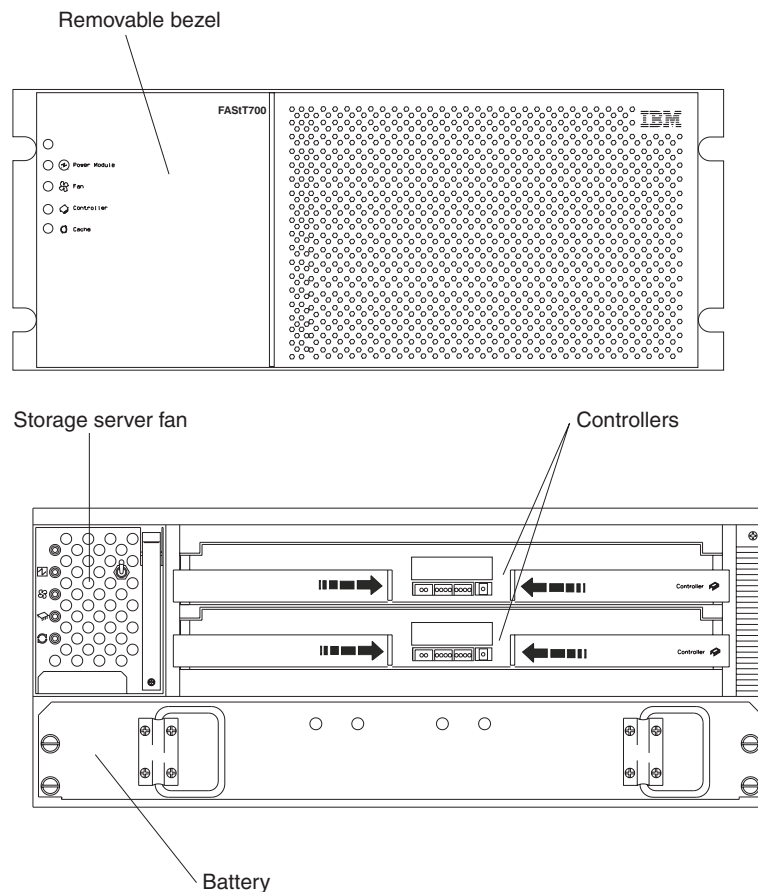 Removable bezel
FAStT700
IBM
Power Module
Fan
Controller
Cache
Storage server fan
Controllers
Controller
Controller
Battery